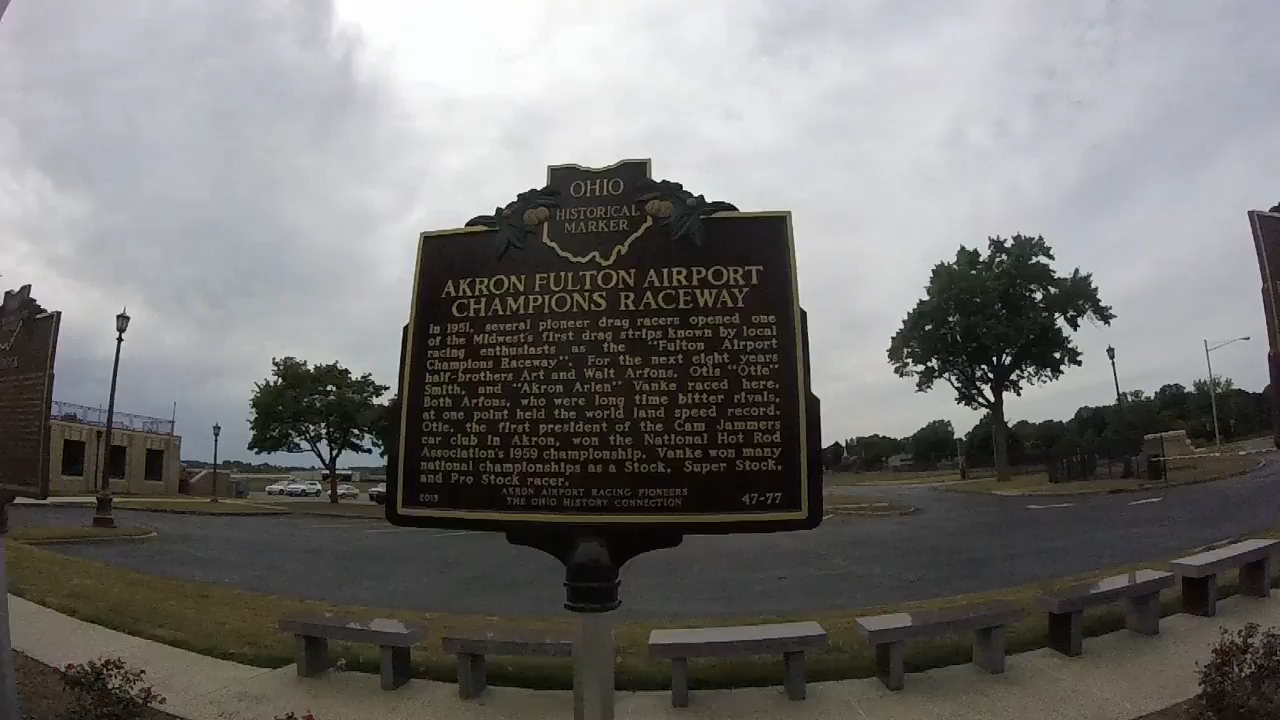 OHIO
HISTORICAL
MARKER
AKRON FULTON AIRPORT
CHAMPIONS RACEWAY
In 1951, several pioneer drag racers opened one
of the Midwest's first drag strips known by local
racing enthusiasts as the "Fulton Airport
Champions Raceway". For the next eight years
half-brothers Art and Walt Arfons, Otis "Otie"
Smith, and "Akron Arlen" Vanke raced here.
Both Arfons, who were long time bitter rivals,
at one point held the world land speed record.
Otie, the first president of the Cam Jammers
car club in Akron, won the National Hot Rod
Association's 1959 championship. Vanke won many
national championships as a Stock, Super Stock,
and Pro Stock racer.
AKRON AIRPORT RACING PIONEERS
2015 THE OHIO HISTORY CONNECTION 47-77